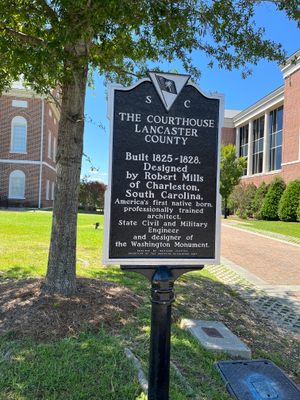 S C
THE COURTHOUSE
LANCASTER
COUNTY
Built 1825-1828.
Designed
by Robert Mills
of Charleston,
South Carolina,
America's first native born,
professionally trained
architect,
State Civil and Military
Engineer
and designer of
the Washington Monument.